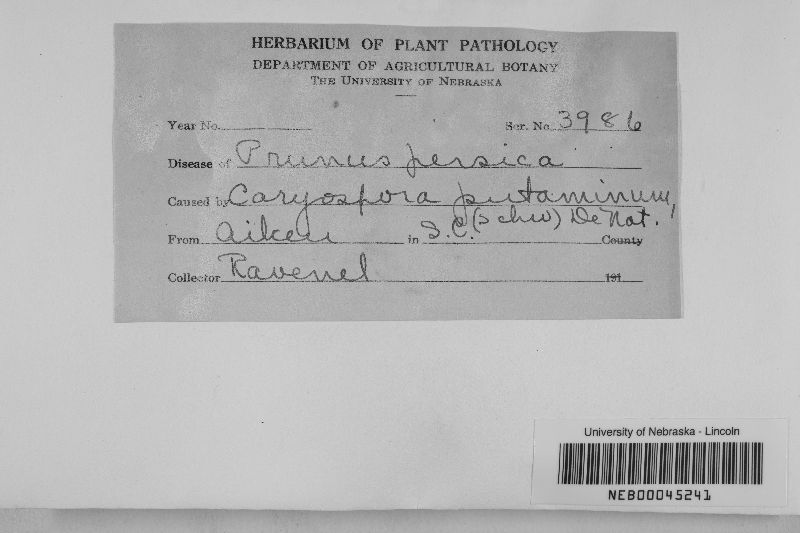 HERBARIUM OF PLANT PATHOLOGY
DEPARTMENT OF AGRICULTURAL BOTANY
THE UNIVERSITY OF NEBRASKA
Year No. Ser. No. 3986
Disease of Prunus persica
Caused by Caryospora putaminum,
(Schw) De Not.
From Aiken in S.C. County
Collector Ravenel 191
University of Nebraska - Lincoln
NEB00045241